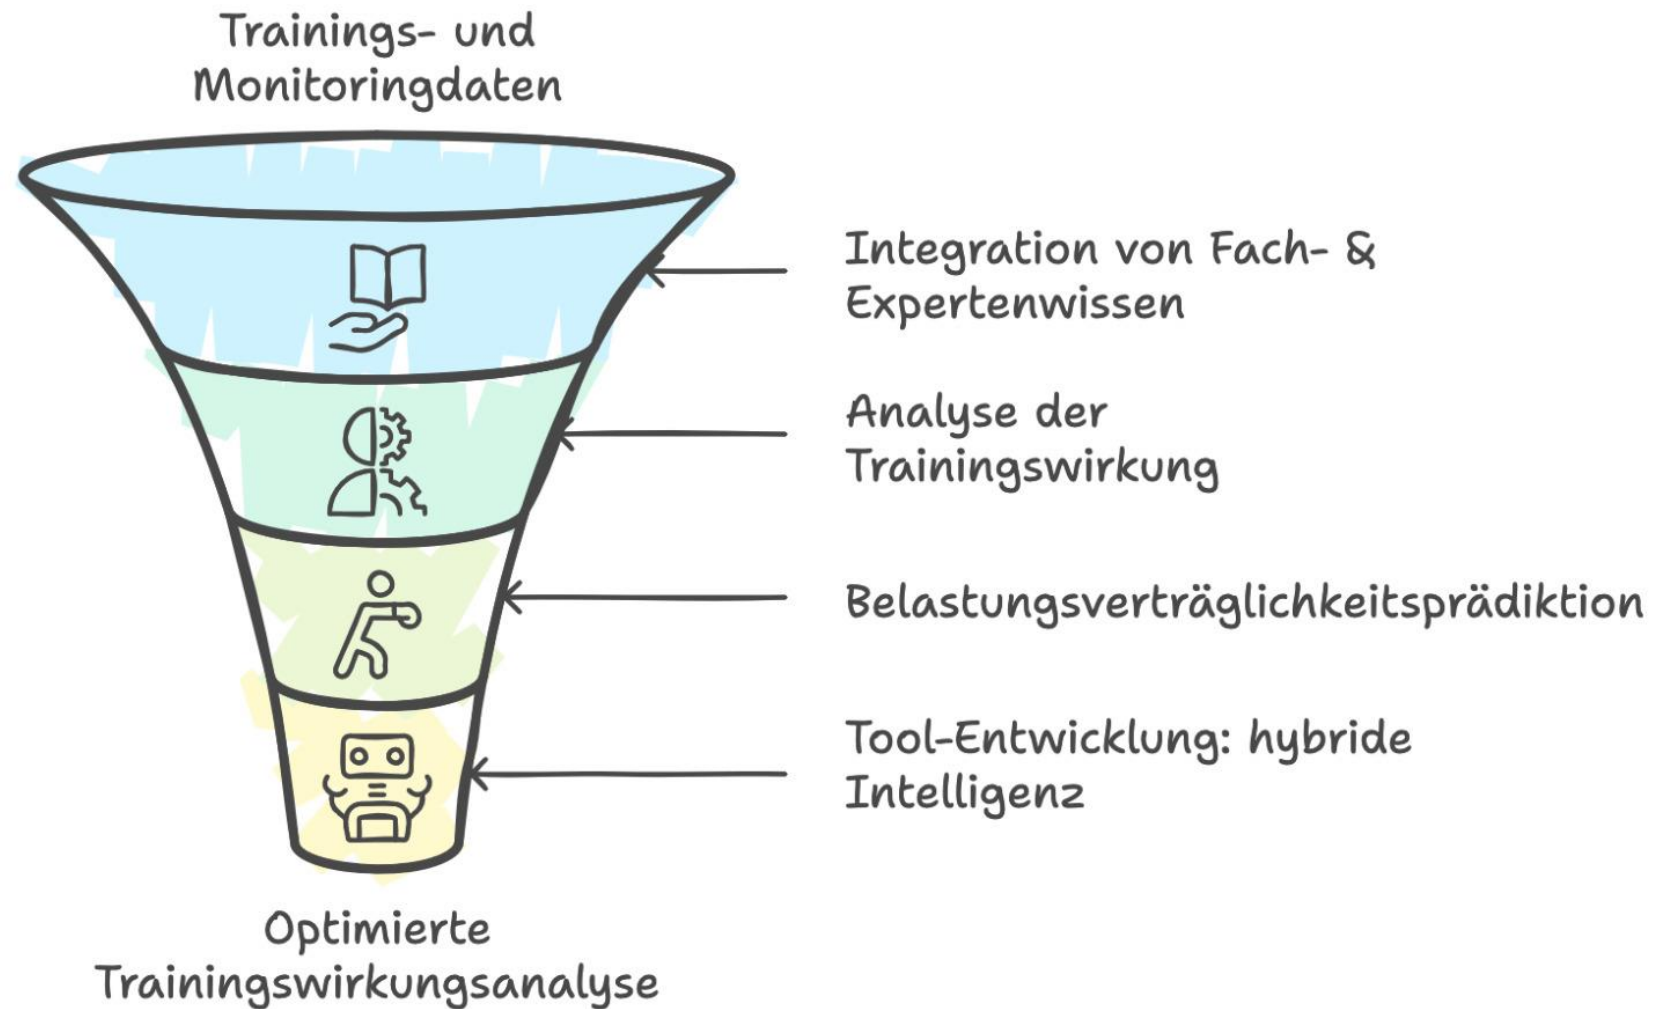 Trainings- und
Monitoringdaten
Integration von Fach- &
Expertenwissen
Analyse der
Trainingswirkung
Belastungsverträglichkeitsprädiktion
Tool-Entwicklung: hybride
Intelligenz
Optimierte
Trainingswirkungsanalyse